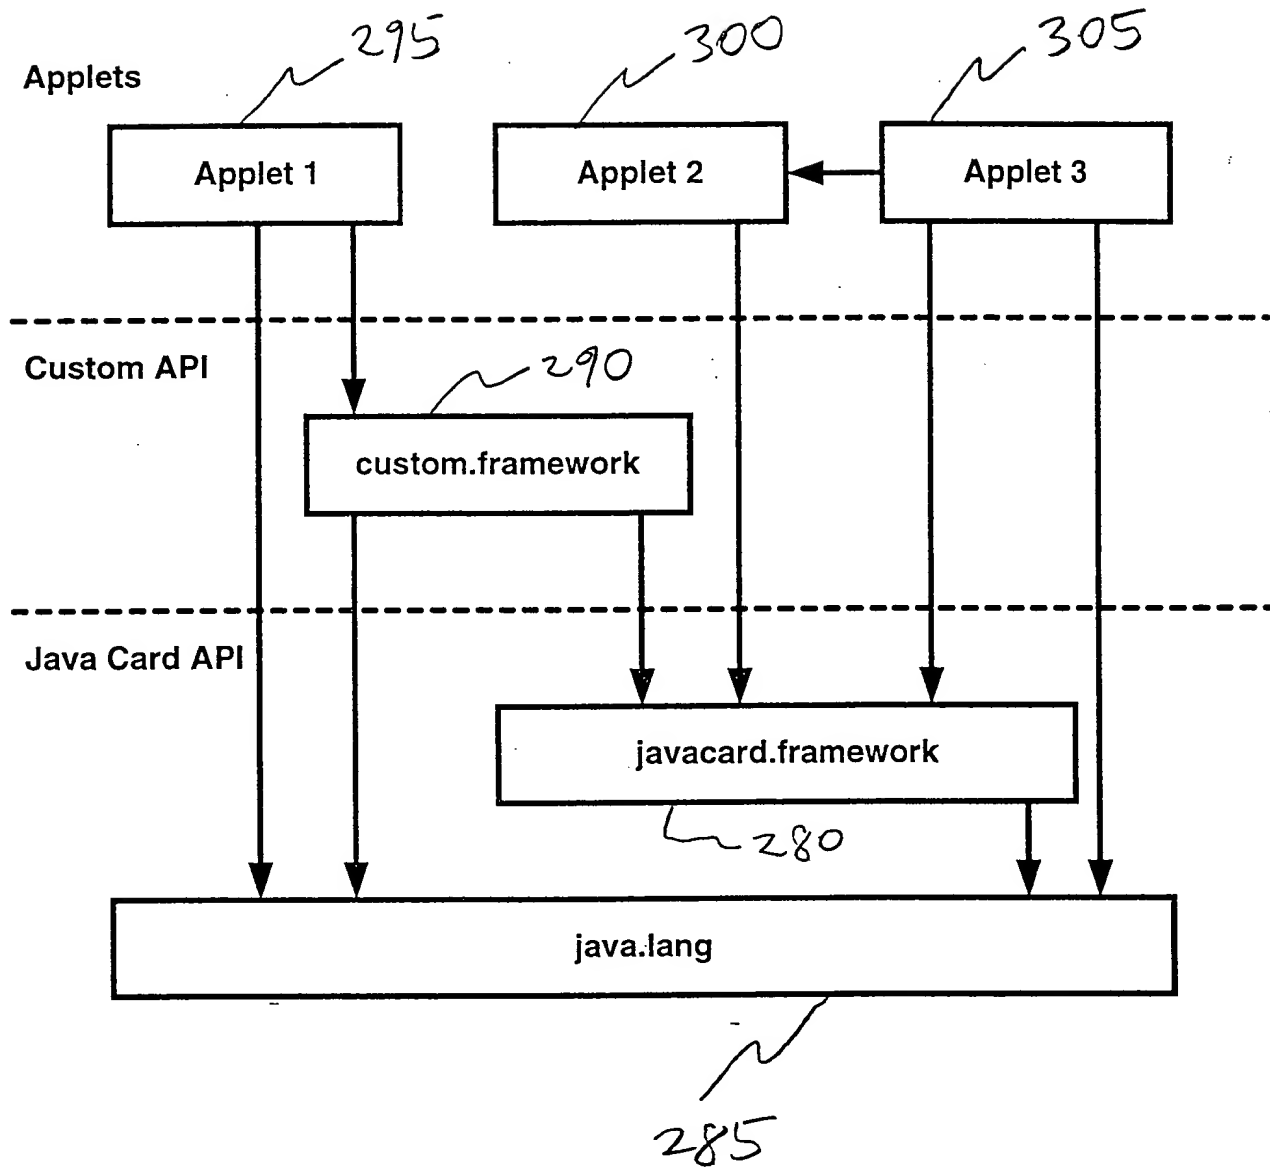 295
300
305
Applets
Applet 1
Applet 2
Applet 3
Custom API
290
custom.framework
Java Card API
javacard.framework
280
java.lang
285